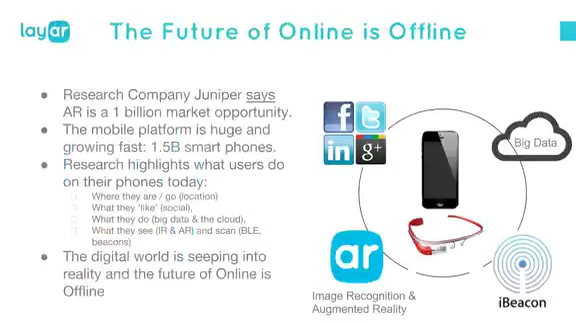 layar
The Future of Online is Offline
Research Company Juniper says
AR is a 1 billion market opportunity.
The mobile platform is huge and
growing fast: 1.5B smart phones.
Research highlights what users do
on their phones today:
Where they are / go (location)
What they 'like' (social),
What they do (big data & the cloud),
What they see (IR & AR) and scan (BLE,
beacons)
The digital world is seeping into
reality and the future of Online is
Offline
f t
in g+
Big Data
ar
Image Recognition &
Augmented Reality
iBeacon